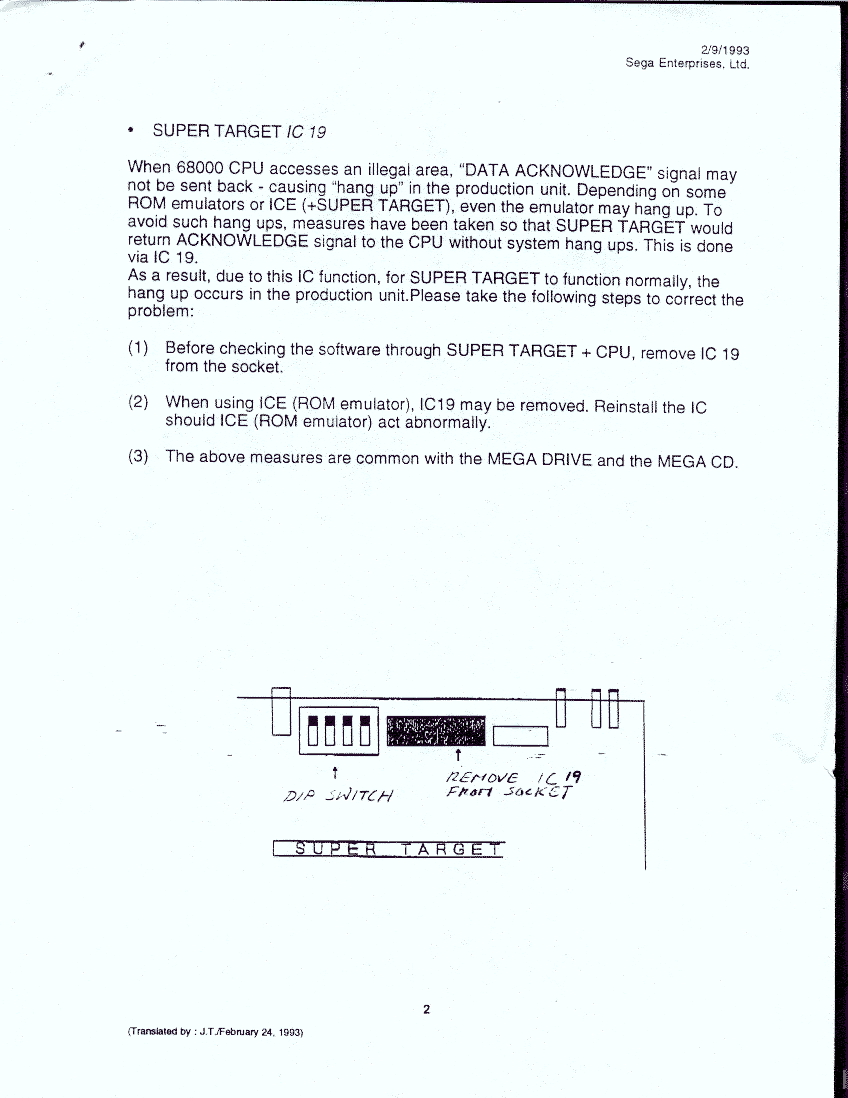 2/9/1993
Sega Enterprises, Ltd.
• SUPER TARGET IC 19
When 68000 CPU accesses an illegal area, “DATA ACKNOWLEDGE” signal may
not be sent back - causing “hang up” in the production unit. Depending on some
ROM emulators or ICE (+SUPER TARGET), even the emulator may hang up. To
avoid such hang ups, measures have been taken so that SUPER TARGET would
return ACKNOWLEDGE signal to the CPU without system hang ups. This is done
via IC 19.
As a result, due to this IC function, for SUPER TARGET to function normally, the
hang up occurs in the production unit.Please take the following steps to correct the
problem:
(1) Before checking the software through SUPER TARGET + CPU, remove IC 19
from the socket.
(2) When using ICE (ROM emulator), IC19 may be removed. Reinstall the IC
should ICE (ROM emulator) act abnormally.
(3) The above measures are common with the MEGA DRIVE and the MEGA CD.
DIP SWITCH
REMOVE IC 19
FROM SOCKET
SUPER TARGET
2
(Translated by : J.T./February 24, 1993)